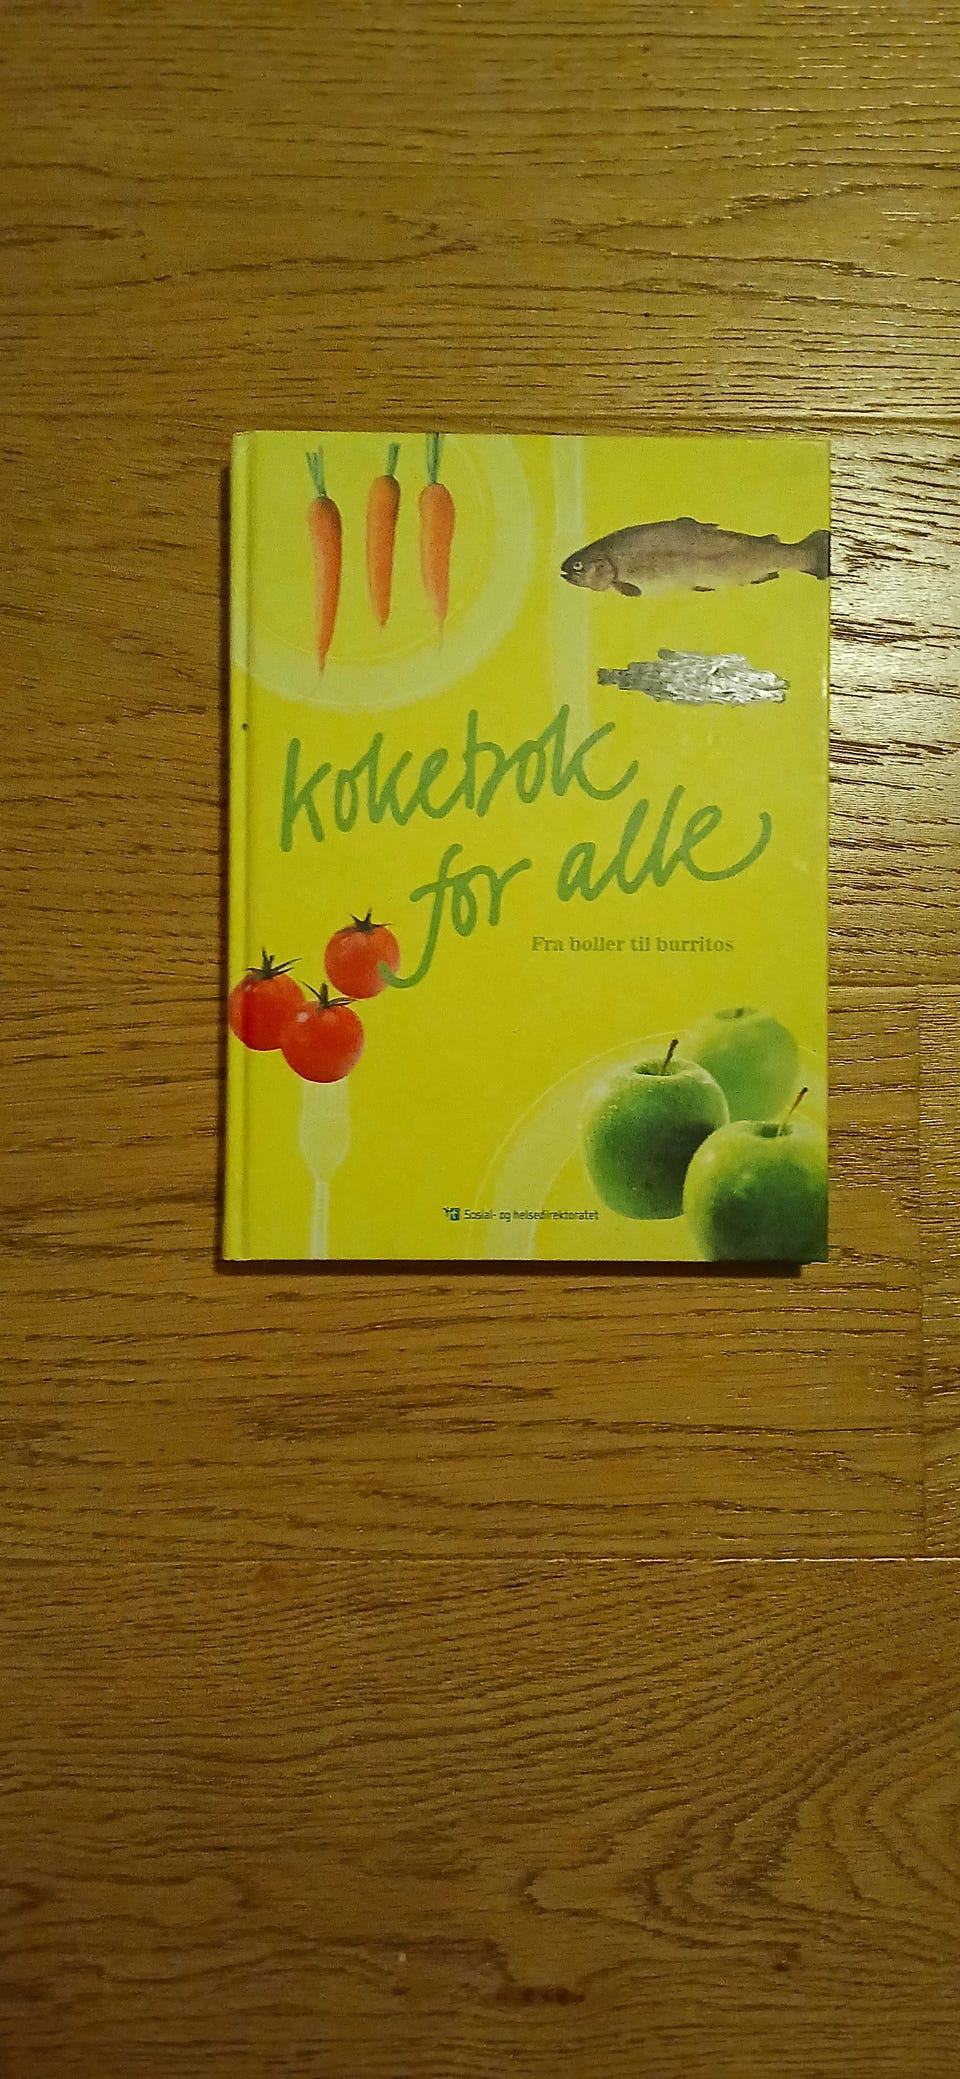 kokebok
for alle
Fra boller til burritos
Sosial- og helsedirektoratet